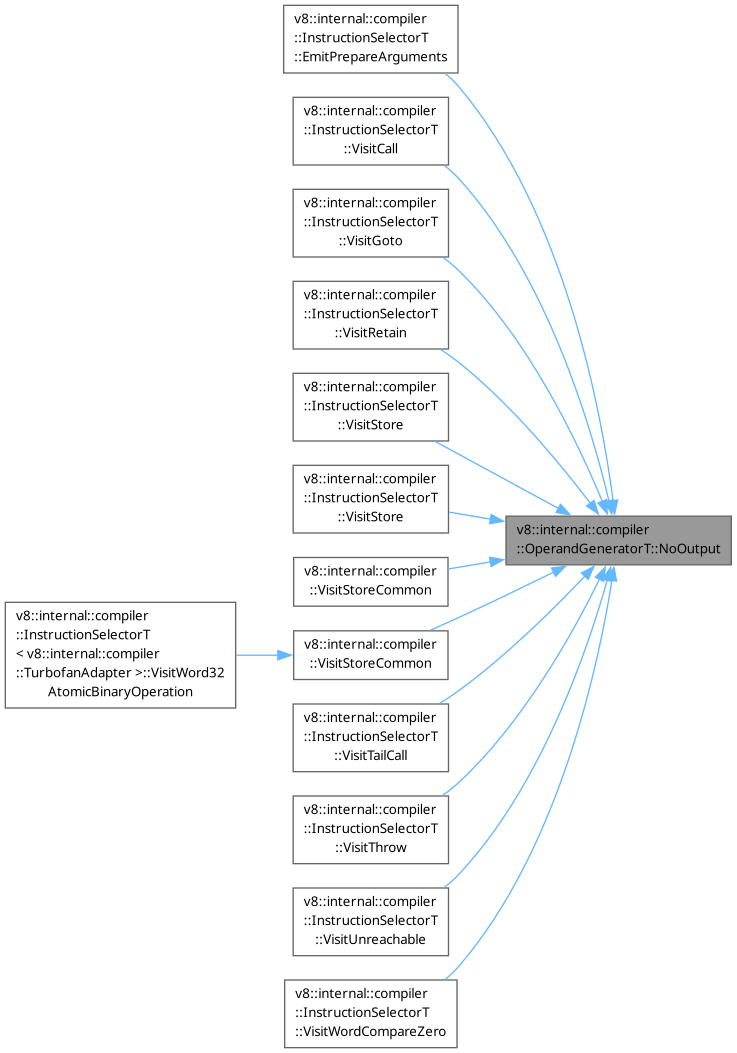 v8::internal::compiler
::InstructionSelectorT
::EmitPrepareArguments
v8::internal::compiler
::InstructionSelectorT
::VisitCall
v8::internal::compiler
::InstructionSelectorT
::VisitGoto
v8::internal::compiler
::InstructionSelectorT
::VisitRetain
v8::internal::compiler
::InstructionSelectorT
::VisitStore
v8::internal::compiler
::InstructionSelectorT
::VisitStore
v8::internal::compiler
::OperandGeneratorT::NoOutput
v8::internal::compiler
::VisitStoreCommon
v8::internal::compiler
::InstructionSelectorT
< v8::internal::compiler
::TurbofanAdapter >::VisitWord32
AtomicBinaryOperation
v8::internal::compiler
::VisitStoreCommon
v8::internal::compiler
::InstructionSelectorT
::VisitTailCall
v8::internal::compiler
::InstructionSelectorT
::VisitThrow
v8::internal::compiler
::InstructionSelectorT
::VisitUnreachable
v8::internal::compiler
::InstructionSelectorT
::VisitWordCompareZero